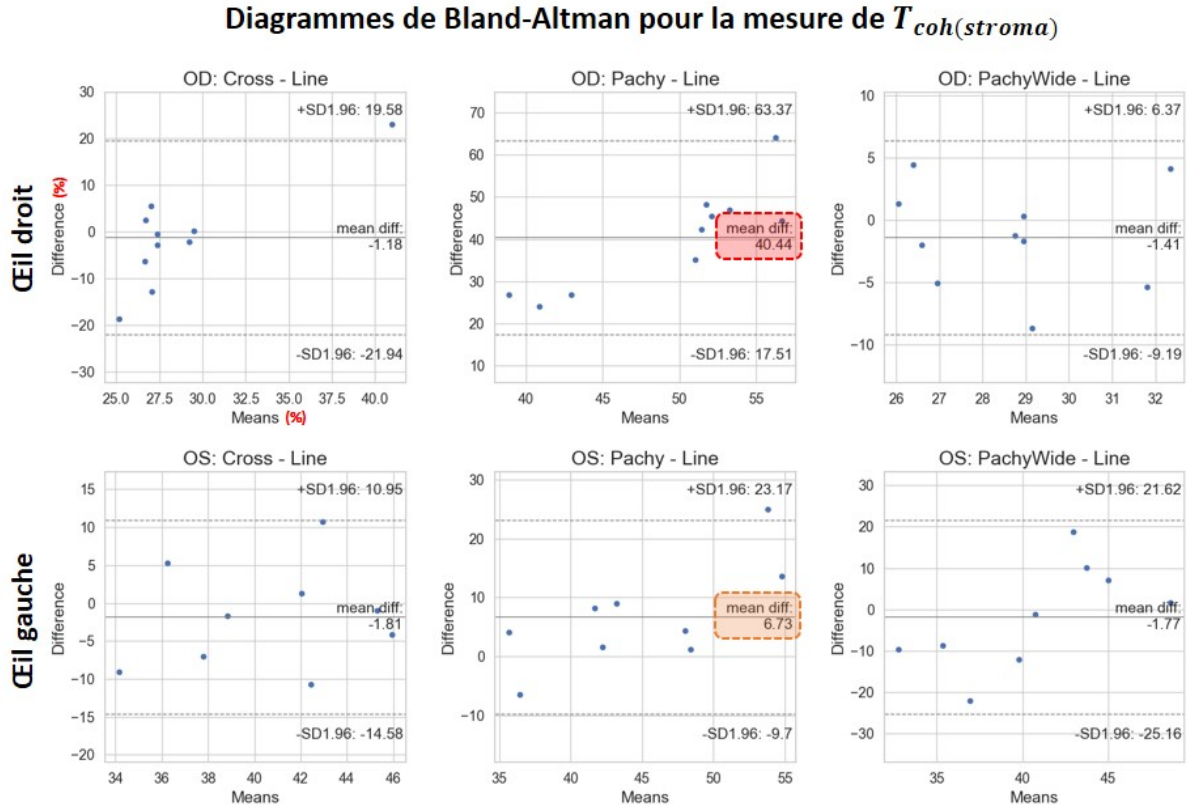 Diagrammes de Bland-Altman pour la mesure de T_coh(stroma)
Œil droit
OD: Cross - Line
30
20
10
0
−10
−20
−30
Difference (%)
+SD1.96: 19.58
mean diff:
-1.18
-SD1.96: -21.94
25.0 27.5 30.0 32.5 35.0 37.5 40.0
Means (%)
OD: Pachy - Line
70
60
50
40
30
20
10
Difference
+SD1.96: 63.37
mean diff:
40.44
-SD1.96: 17.51
40 45 50 55
Means
OD: PachyWide - Line
10
5
0
−5
−10
Difference
+SD1.96: 6.37
mean diff:
-1.41
-SD1.96: -9.19
26 27 28 29 30 31 32
Means
Œil gauche
OS: Cross - Line
15
10
5
0
−5
−10
−15
−20
Difference
+SD1.96: 10.95
mean diff:
-1.81
-SD1.96: -14.58
34 36 38 40 42 44 46
Means
OS: Pachy - Line
30
20
10
0
−10
Difference
+SD1.96: 23.17
mean diff:
6.73
-SD1.96: -9.7
35 40 45 50 55
Means
OS: PachyWide - Line
30
20
10
0
−10
−20
−30
Difference
+SD1.96: 21.62
mean diff:
-1.77
-SD1.96: -25.16
35 40 45
Means